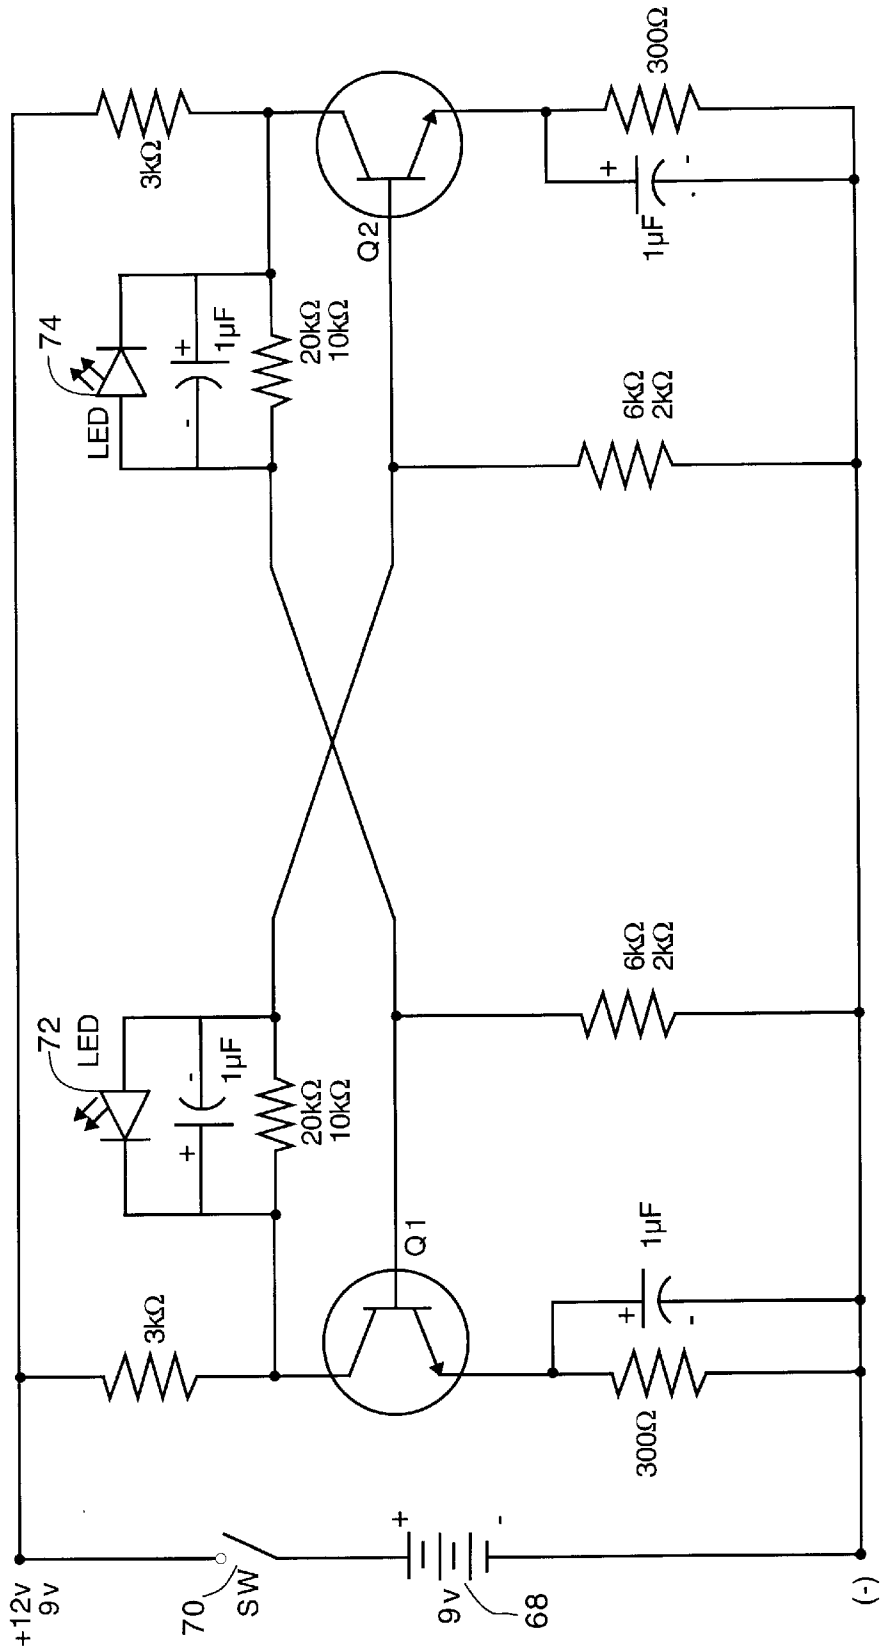 +12v
9v
72
LED
74
LED
3kΩ
3kΩ
70
SW
+ -
1µF
- +
1µF
20kΩ
10kΩ
20kΩ
10kΩ
Q1
Q2
+
-
9v
68
6kΩ
2kΩ
6kΩ
2kΩ
300Ω
+
-
1µF
+
-
1µF
300Ω
(-)